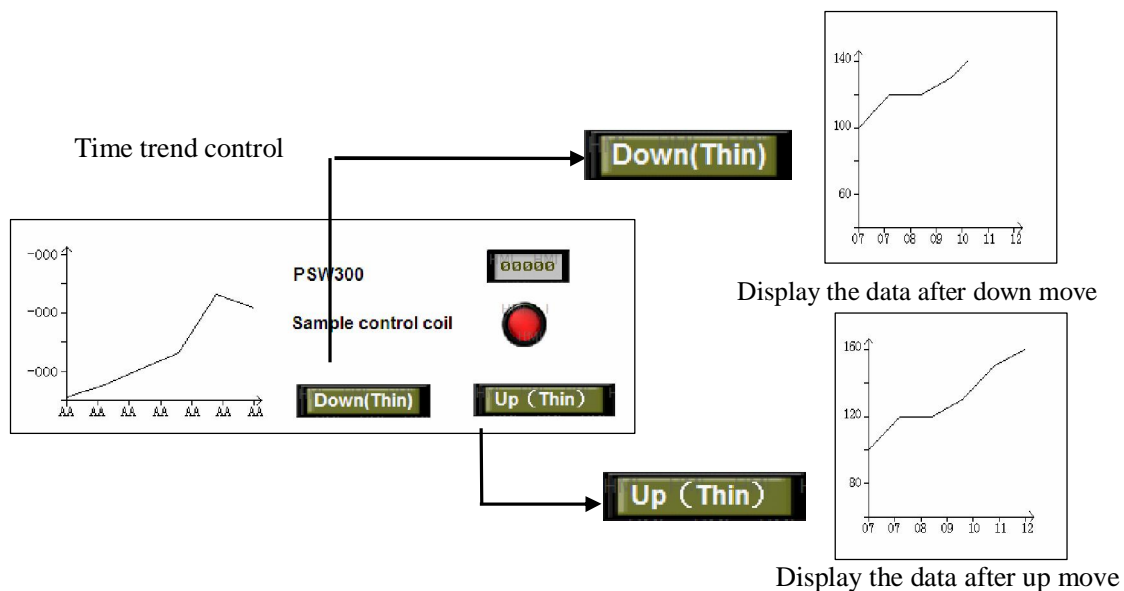 Time trend control
Down(Thin)
140
100
60
07 07 08 09 10 11 12
Display the data after down move
-000
-000
-000
AA AA AA AA AA AA AA
PSW300
00000
Sample control coil
Down(Thin)
Up（Thin）
Up（Thin）
160
120
80
07 07 08 09 10 11 12
Display the data after up move